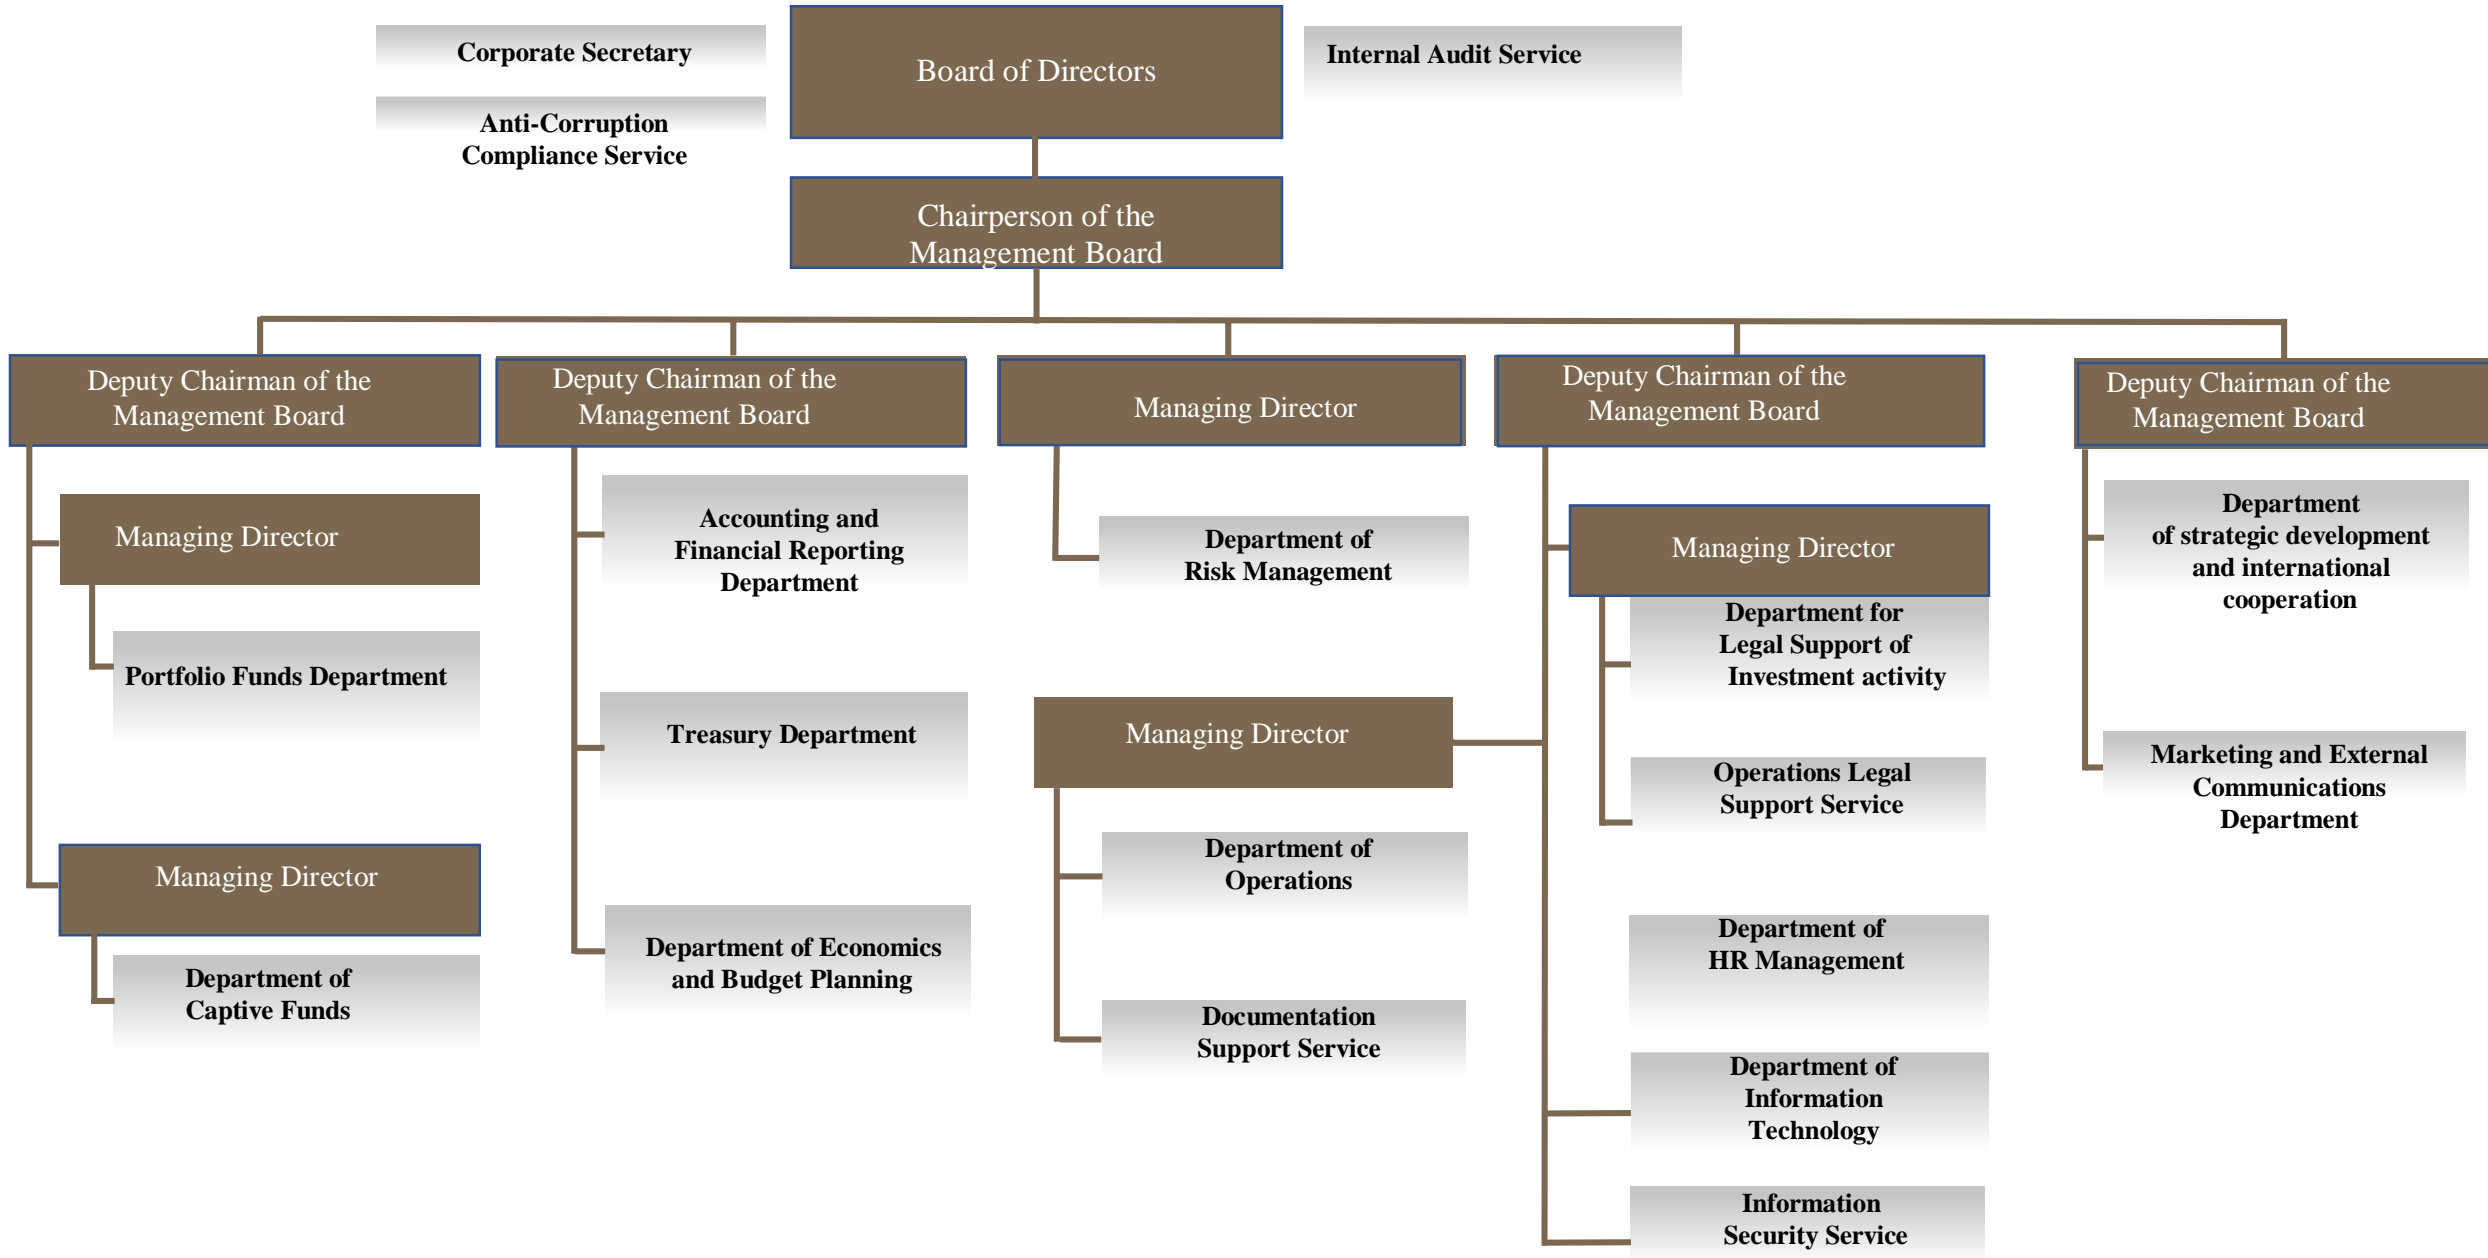 Corporate Secretary
Anti-Corruption
Compliance Service
Board of Directors
Internal Audit Service
Chairperson of the
Management Board
Deputy Chairman of the
Management Board
Managing Director
Portfolio Funds Department
Managing Director
Department of
Captive Funds
Deputy Chairman of the
Management Board
Accounting and
Financial Reporting
Department
Treasury Department
Department of Economics
and Budget Planning
Managing Director
Department of
Risk Management
Managing Director
Department of
Operations
Documentation
Support Service
Deputy Chairman of the
Management Board
Managing Director
Department for
Legal Support of
Investment activity
Operations Legal
Support Service
Department of
HR Management
Department of
Information
Technology
Information
Security Service
Deputy Chairman of the
Management Board
Department
of strategic development
and international
cooperation
Marketing and External
Communications
Department